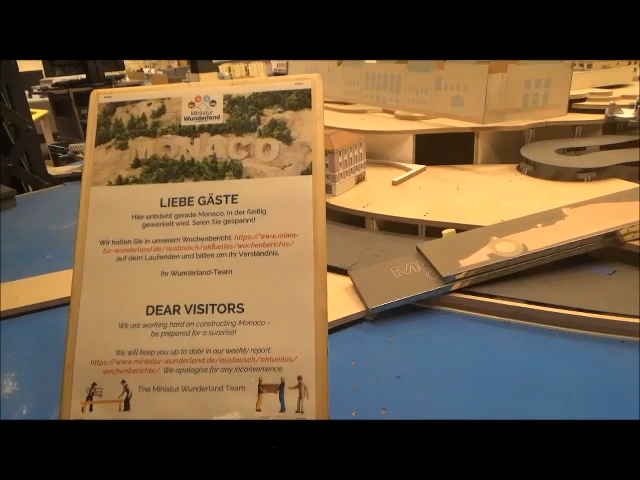 Miniatur
Wunderland
MONACO
LIEBE GÄSTE
Hier entsteht gerade Monaco, in der fleißig
gewerkelt wird. Seien Sie gespannt!
Wir halten Sie in unserem Wochenbericht: https://www.minia-
tur-wunderland.de/austausch/aktuelles/wochenberichte/
auf dem Laufenden und bitten um Ihr Verständnis.
Ihr Wunderland-Team
DEAR VISITORS
We are working hard on constructing Monaco –
be prepared for a surprise!
We will keep you up to date in our weekly report:
https://www.miniatur-wunderland.de/austausch/aktuelles/
wochenberichte/ We apologise for any inconvenience.
The Miniatur Wunderland Team